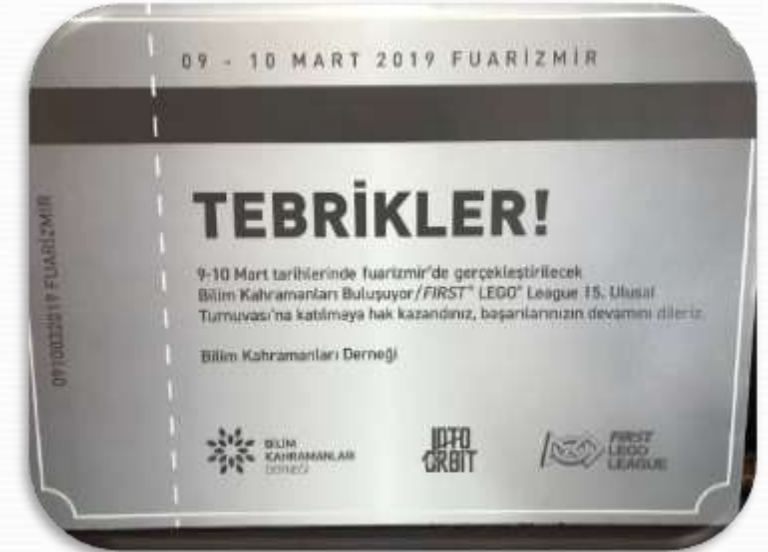 09 - 10 MART 2019 FUARİZMİR
TEBRİKLER!
9-10 Mart tarihlerinde fuarizmir'de gerçekleştirilecek
Bilim Kahramanları Buluşuyor/FIRST® LEGO® League 15. Ulusal
Turnuvası'na katılmaya hak kazandınız, başarılarınızın devamını dileriz.
Bilim Kahramanları Derneği
BİLİM
KAHRAMANLARI
DERNEĞİ
INTO
ORBIT
FIRST
LEGO
LEAGUE
FUARİZMİR